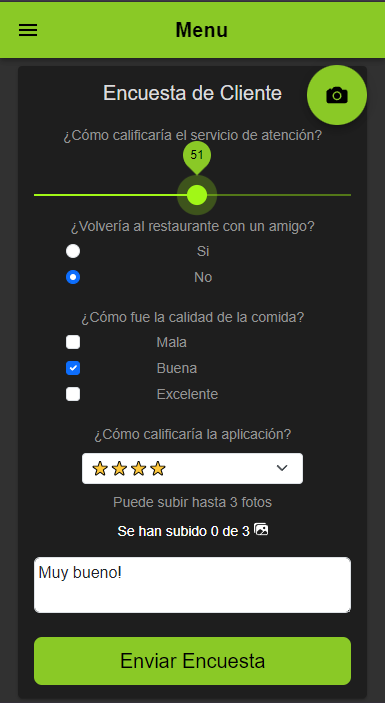 Menu
Encuesta de Cliente
¿Cómo calificaría el servicio de atención?
51
¿Volvería al restaurante con un amigo?
Si
No
¿Cómo fue la calidad de la comida?
Mala
Buena
Excelente
¿Cómo calificaría la aplicación?
⭐⭐⭐⭐
Puede subir hasta 3 fotos
Se han subido 0 de 3
Muy bueno!
Enviar Encuesta